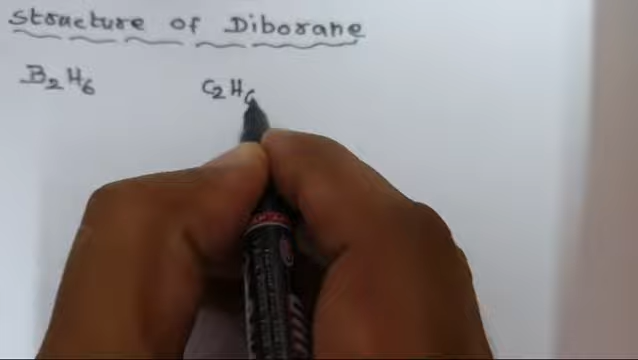 Structure of Diborane
B₂H₆ C₂H₆